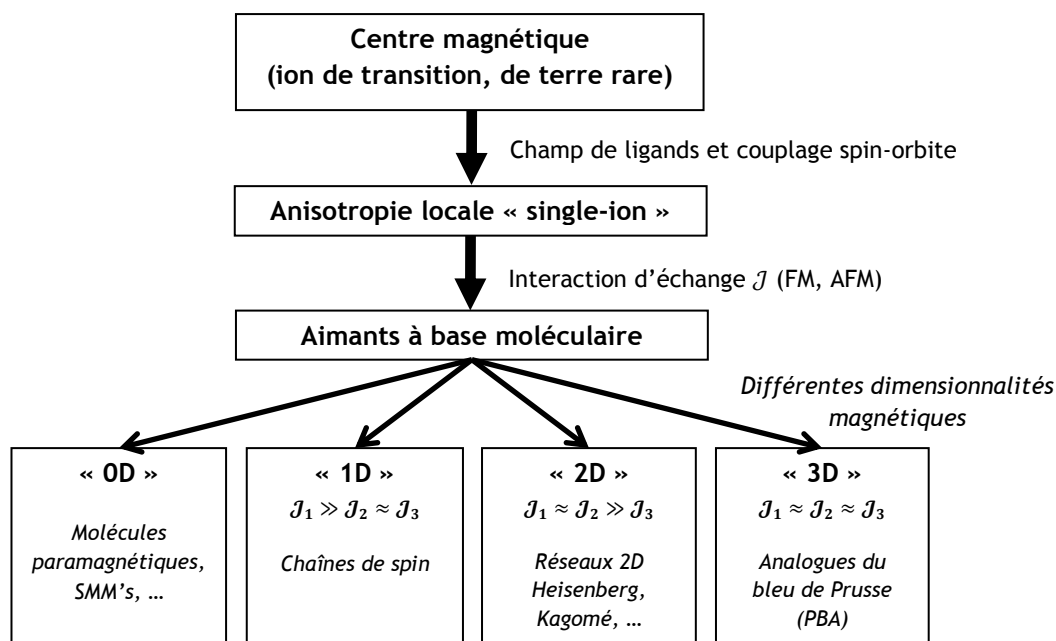 Centre magnétique
(ion de transition, de terre rare)
Champ de ligands et couplage spin-orbite
Anisotropie locale « single-ion »
Interaction d’échange 𝒥 (FM, AFM)
Aimants à base moléculaire
Différentes dimensionnalités
magnétiques
« 0D »
Molécules
paramagnétiques,
SMM’s, …
« 1D »
𝒥₁ ≫ 𝒥₂ ≈ 𝒥₃
Chaînes de spin
« 2D »
𝒥₁ ≈ 𝒥₂ ≫ 𝒥₃
Réseaux 2D
Heisenberg,
Kagomé, …
« 3D »
𝒥₁ ≈ 𝒥₂ ≈ 𝒥₃
Analogues du
bleu de Prusse
(PBA)